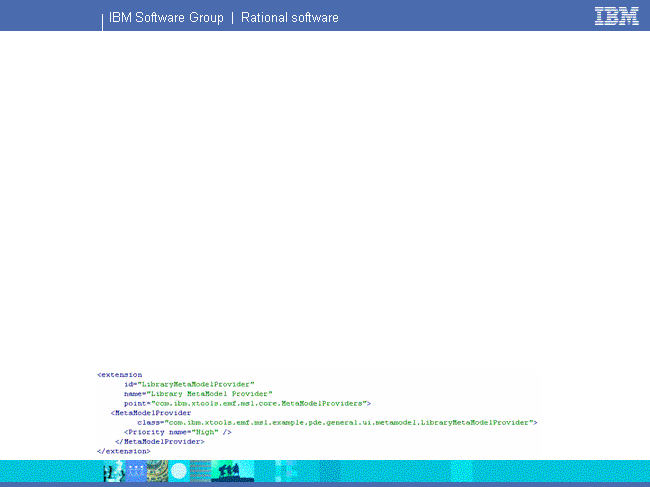 IBM Software Group | Rational software
IBM
<extension
id="LibraryMetaModelProvider"
name="Library MetaModel Provider"
point="com.ibm.xtools.emf.msl.core.MetaModelProviders">
<MetaModelProvider
class="com.ibm.xtools.emf.msl.example.pde.general.ui.metamodel.LibraryMetaModelProvider">
<Priority name="High" />
</MetaModelProvider>
</extension>